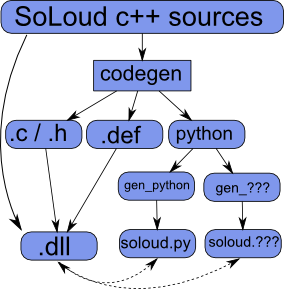 SoLoud c++ sources
codegen
.c / .h
.def
python
gen_python
gen_???
.dll
soloud.py
soloud.???